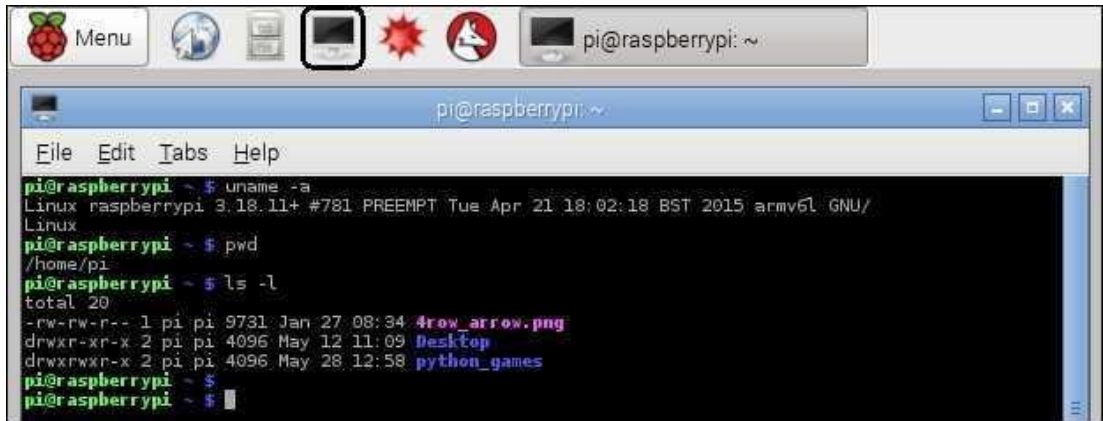 Menu
pi@raspberrypi: ~
pi@raspberrypi: ~
File Edit Tabs Help
pi@raspberrypi ~ $ uname -a
Linux raspberrypi 3.18.11+ #781 PREEMPT Tue Apr 21 18:02:18 BST 2015 armv6l GNU/
Linux
pi@raspberrypi ~ $ pwd
/home/pi
pi@raspberrypi ~ $ ls -l
total 20
-rw-rw-r-- 1 pi pi 9731 Jan 27 08:34 4row_arrow.png
drwxr-xr-x 2 pi pi 4096 May 12 11:09 Desktop
drwxrwxr-x 2 pi pi 4096 May 28 12:58 python_games
pi@raspberrypi ~ $
pi@raspberrypi ~ $